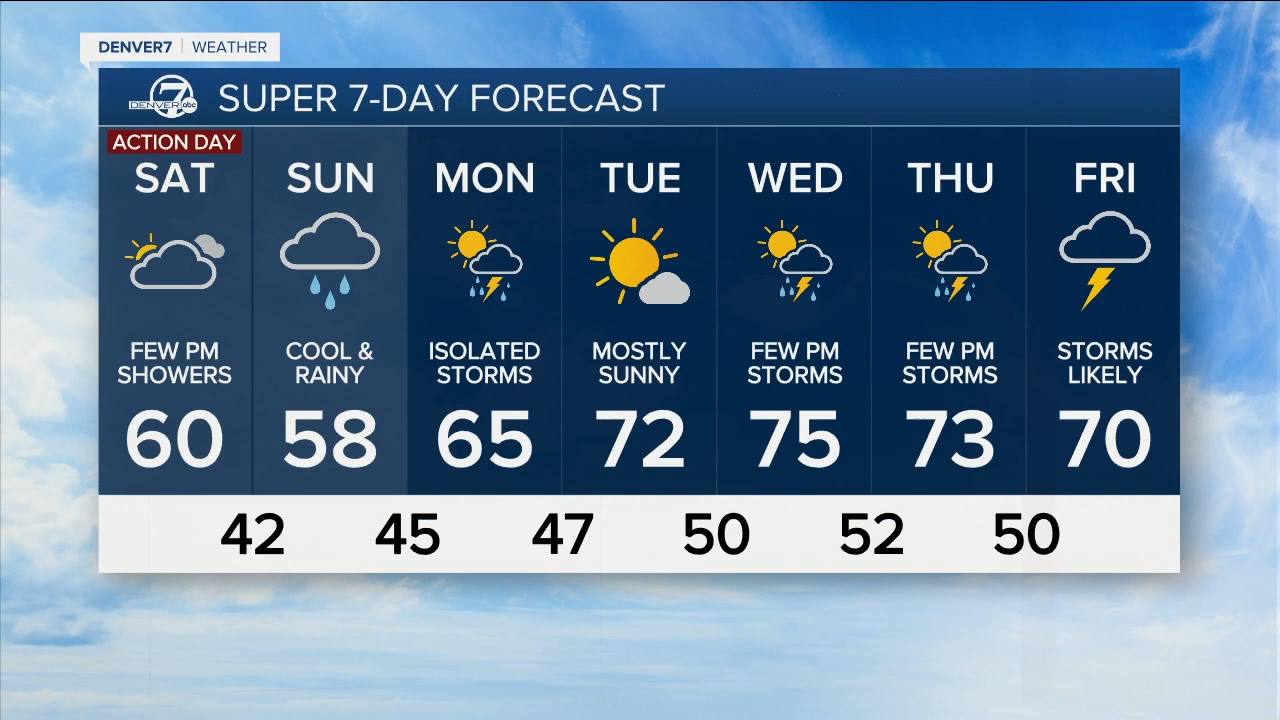 DENVER7 | WEATHER
DENVER 7 abc
SUPER 7-DAY FORECAST
ACTION DAY
SAT
FEW PM
SHOWERS
60
SUN
COOL &
RAINY
58
MON
ISOLATED
STORMS
65
TUE
MOSTLY
SUNNY
72
WED
FEW PM
STORMS
75
THU
FEW PM
STORMS
73
FRI
STORMS
LIKELY
70
42 45 47 50 52 50